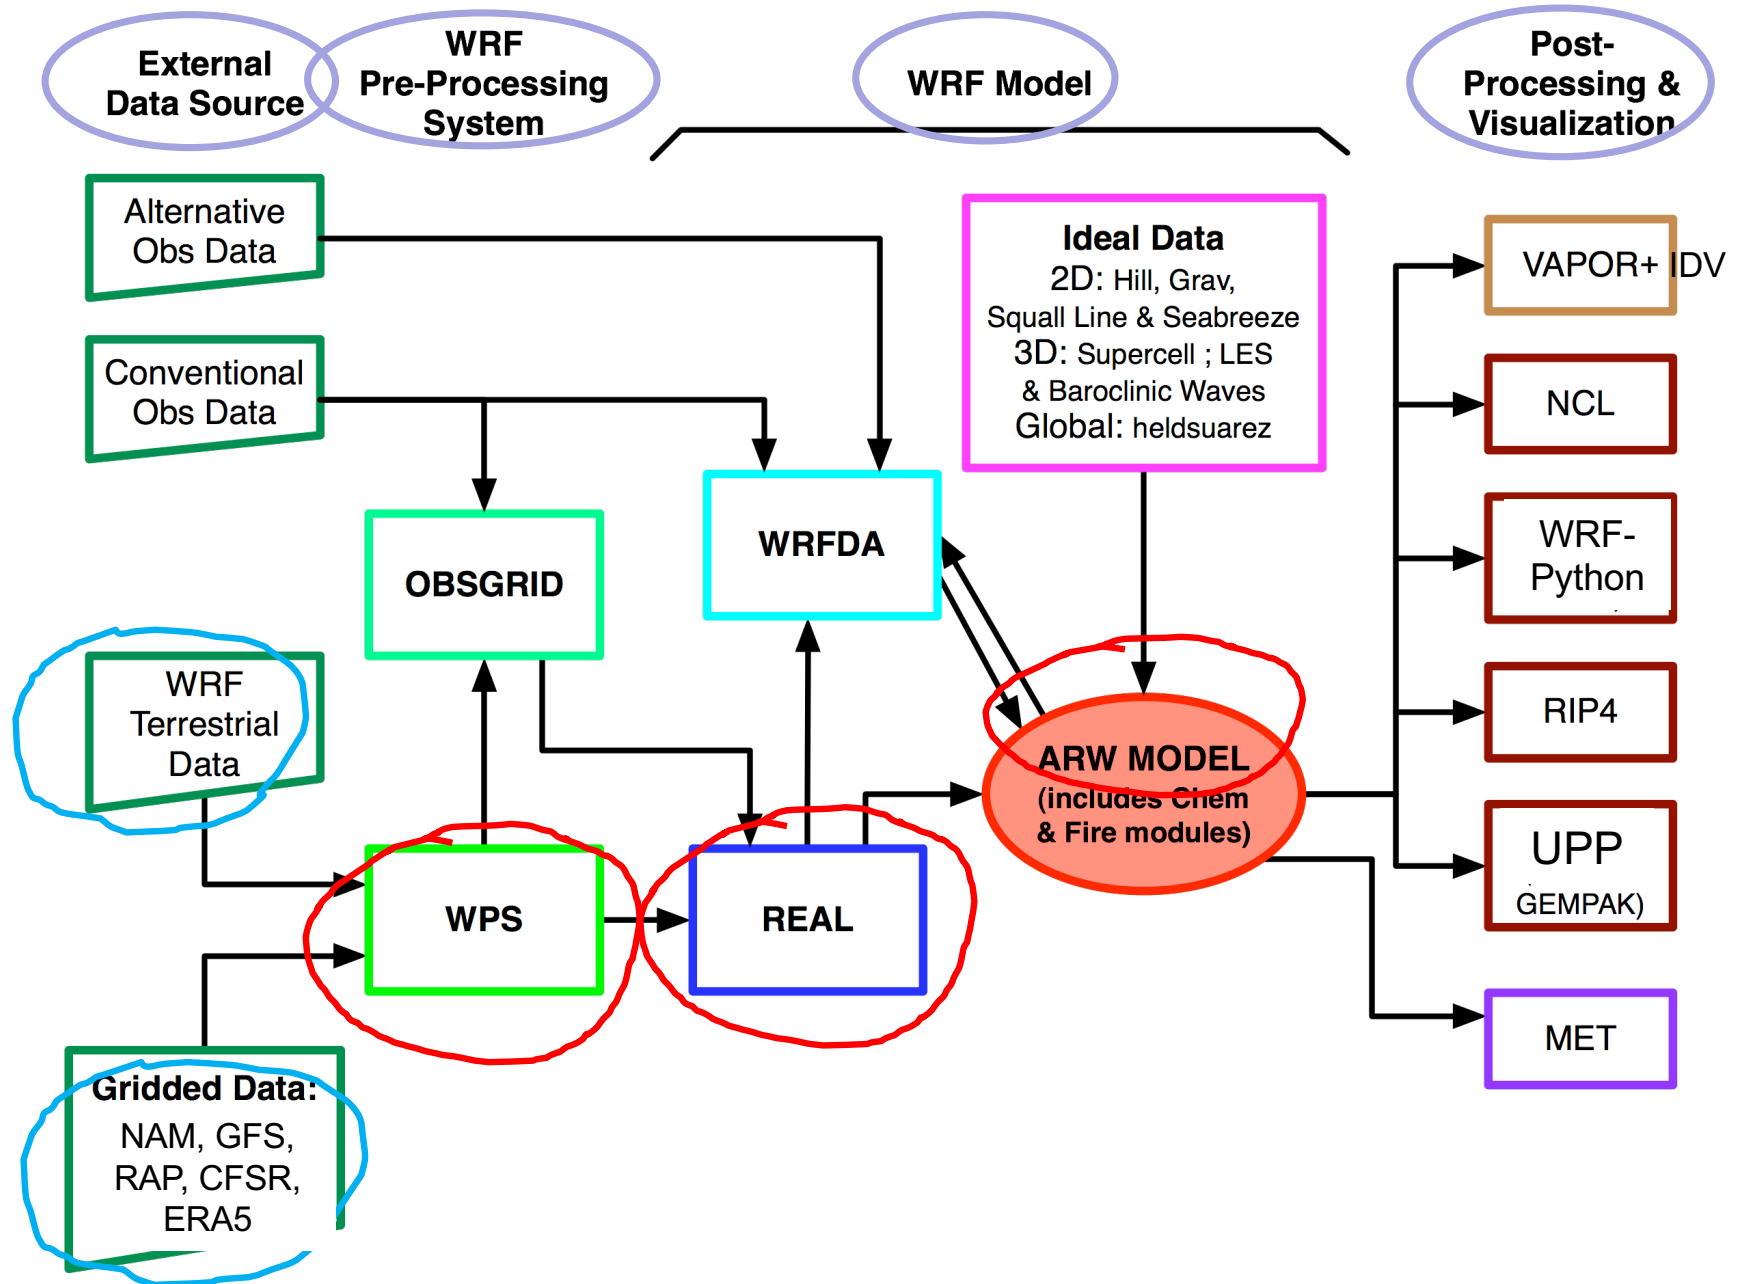 External
Data Source
WRF
Pre-Processing
System
WRF Model
Post-
Processing &
Visualization
Alternative
Obs Data
Conventional
Obs Data
WRF
Terrestrial
Data
Gridded Data:
NAM, GFS,
RAP, CFSR,
ERA5
OBSGRID
WPS
WRFDA
REAL
Ideal Data
2D: Hill, Grav,
Squall Line & Seabreeze
3D: Supercell ; LES
& Baroclinic Waves
Global: heldsuarez
ARW MODEL
(includes Chem
& Fire modules)
VAPOR+ IDV
NCL
WRF-
Python
RIP4
UPP
GEMPAK)
MET